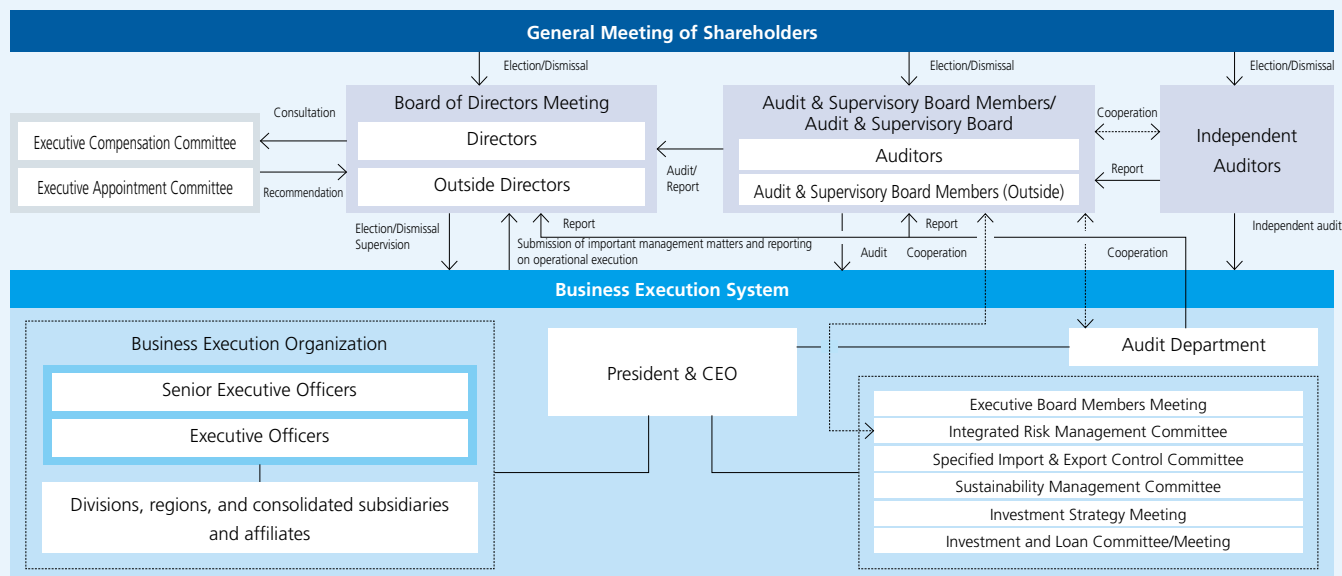 General Meeting of Shareholders
Election/Dismissal
Election/Dismissal
Election/Dismissal
Board of Directors Meeting
Directors
Outside Directors
Consultation
Executive Compensation Committee
Executive Appointment Committee
Recommendation
Audit/
Report
Audit & Supervisory Board Members/
Audit & Supervisory Board
Auditors
Audit & Supervisory Board Members (Outside)
Cooperation
Report
Independent
Auditors
Election/Dismissal
Supervision
Report
Submission of important management matters and reporting
on operational execution
Audit
Report
Cooperation
Cooperation
Independent audit
Business Execution System
Business Execution Organization
Senior Executive Officers
Executive Officers
Divisions, regions, and consolidated subsidiaries
and affiliates
President & CEO
Audit Department
Executive Board Members Meeting
Integrated Risk Management Committee
Specified Import & Export Control Committee
Sustainability Management Committee
Investment Strategy Meeting
Investment and Loan Committee/Meeting